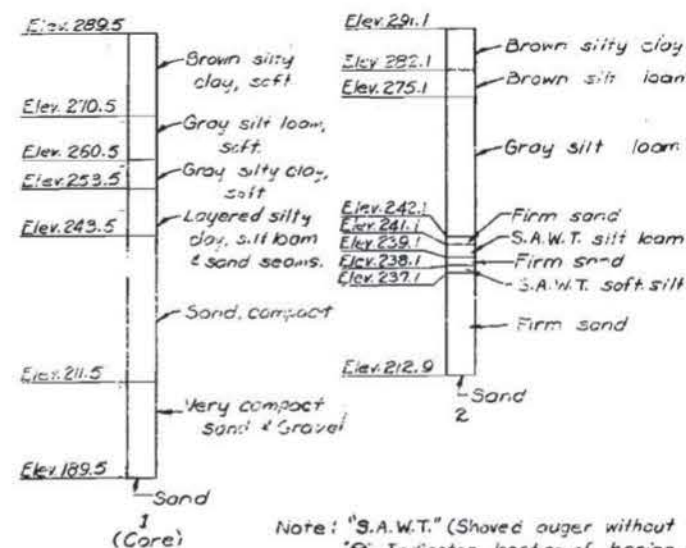 Elev. 289.5
Brown silty
clay, soft
Elev. 270.5
Gray silt loam,
soft.
Elev. 260.5
Gray silty clay,
soft
Elev. 253.5
Layered silty
clay, silt loam
& sand seams.
Elev. 243.5
Sand, compact
Elev. 211.5
Very compact
sand & Gravel
Elev. 189.5
Sand
1
(Core)
Elev. 291.1
Brown silty clay
Elev. 282.1
Brown silt loam
Elev. 275.1
Gray silt loam
Elev. 242.1
Firm sand
Elev. 241.1
S.A.W.T. silt loam
Elev. 239.1
Firm sand
Elev. 238.1
S.A.W.T. soft silt
Elev. 237.1
Firm sand
Elev. 212.9
Sand
2
Note: "S.A.W.T." (Shoved auger without
Indicates of boring